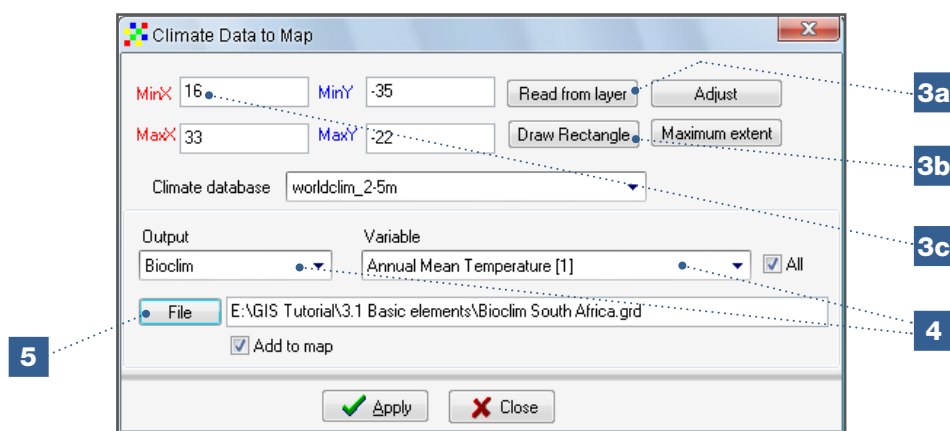 Climate Data to Map
MinX 16 MinY -35 Read from layer Adjust
3a
MaxX 33 MaxY -22 Draw Rectangle Maximum extent
3b
Climate database worldclim_2-5m
3c
Output Variable
Bioclim Annual Mean Temperature [1] All
4
File E:\GIS Tutorial\3.1 Basic elements\Bioclim South Africa.grd
5
Add to map
Apply Close